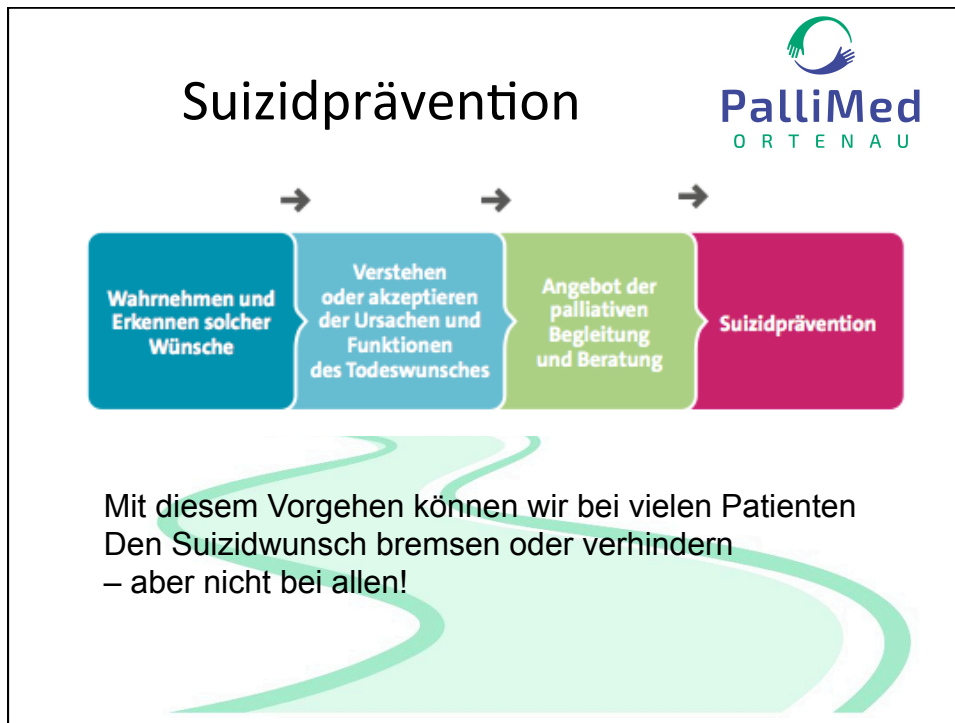 Suizidprävention
PalliMed
ORTENAU
Wahrnehmen und
Erkennen solcher
Wünsche
Verstehen
oder akzeptieren
der Ursachen und
Funktionen
des Todeswunsches
Angebot der
palliativen
Begleitung
und Beratung
Suizidprävention
Mit diesem Vorgehen können wir bei vielen Patienten
Den Suizidwunsch bremsen oder verhindern
– aber nicht bei allen!